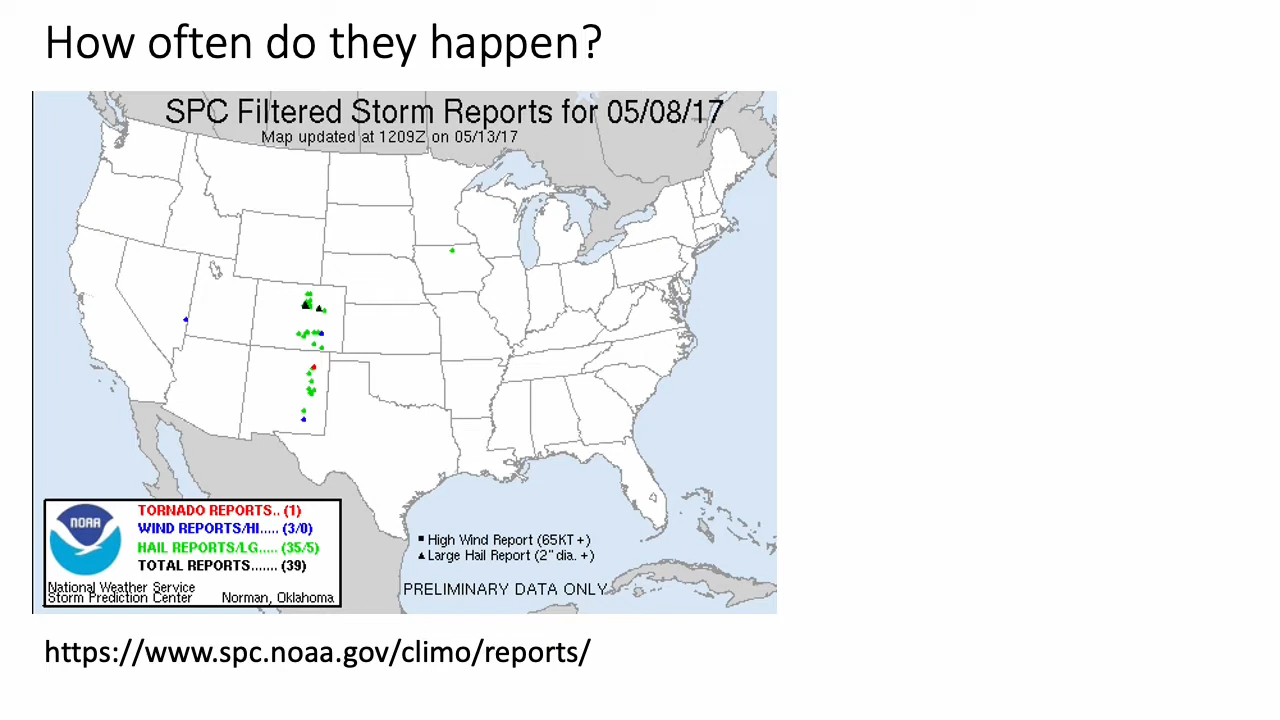 How often do they happen?
SPC Filtered Storm Reports for 05/08/17
Map updated at 1209Z on 05/13/17
NOAA
TORNADO REPORTS.. (1)
WIND REPORTS/HI..... (3/0)
HAIL REPORTS/LG..... (35/5)
TOTAL REPORTS....... (39)
National Weather Service
Storm Prediction Center Norman, Oklahoma
High Wind Report (65KT +)
Large Hail Report (2" dia. +)
PRELIMINARY DATA ONLY
https://www.spc.noaa.gov/climo/reports/